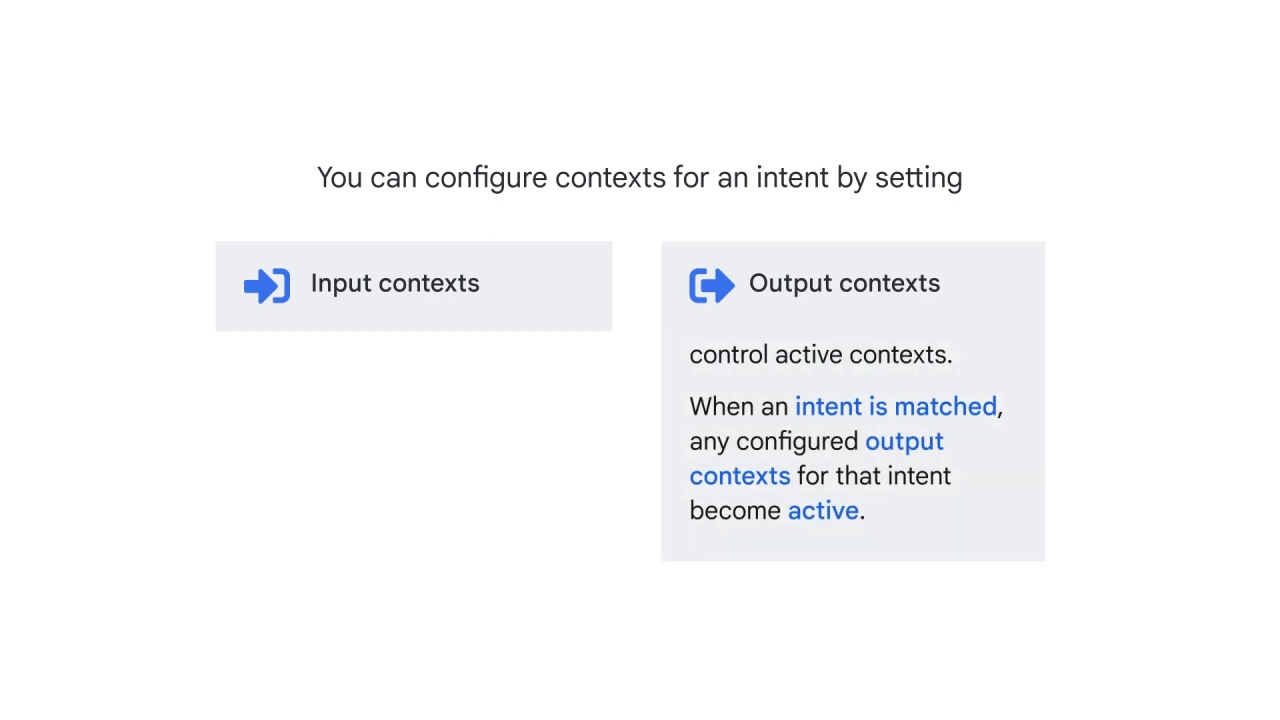 You can configure contexts for an intent by setting
Input contexts
Output contexts
control active contexts.
When an intent is matched,
any configured output
contexts for that intent
become active.